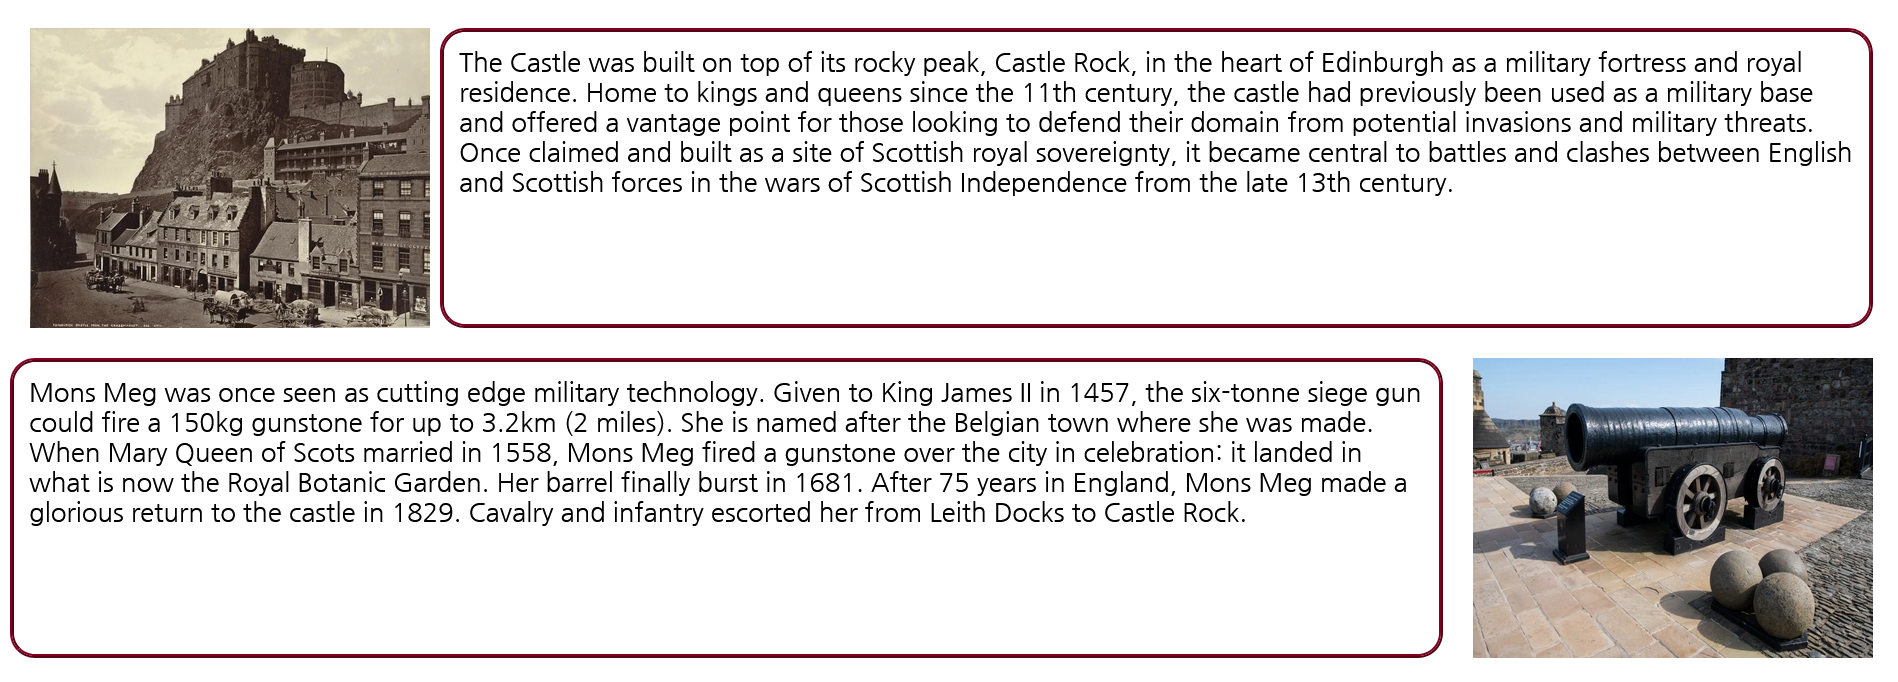 The Castle was built on top of its rocky peak, Castle Rock, in the heart of Edinburgh as a military fortress and royal
residence. Home to kings and queens since the 11th century, the castle had previously been used as a military base
and offered a vantage point for those looking to defend their domain from potential invasions and military threats.
Once claimed and built as a site of Scottish royal sovereignty, it became central to battles and clashes between English
and Scottish forces in the wars of Scottish Independence from the late 13th century.
Mons Meg was once seen as cutting edge military technology. Given to King James II in 1457, the six-tonne siege gun
could fire a 150kg gunstone for up to 3.2km (2 miles). She is named after the Belgian town where she was made.
When Mary Queen of Scots married in 1558, Mons Meg fired a gunstone over the city in celebration: it landed in
what is now the Royal Botanic Garden. Her barrel finally burst in 1681. After 75 years in England, Mons Meg made a
glorious return to the castle in 1829. Cavalry and infantry escorted her from Leith Docks to Castle Rock.